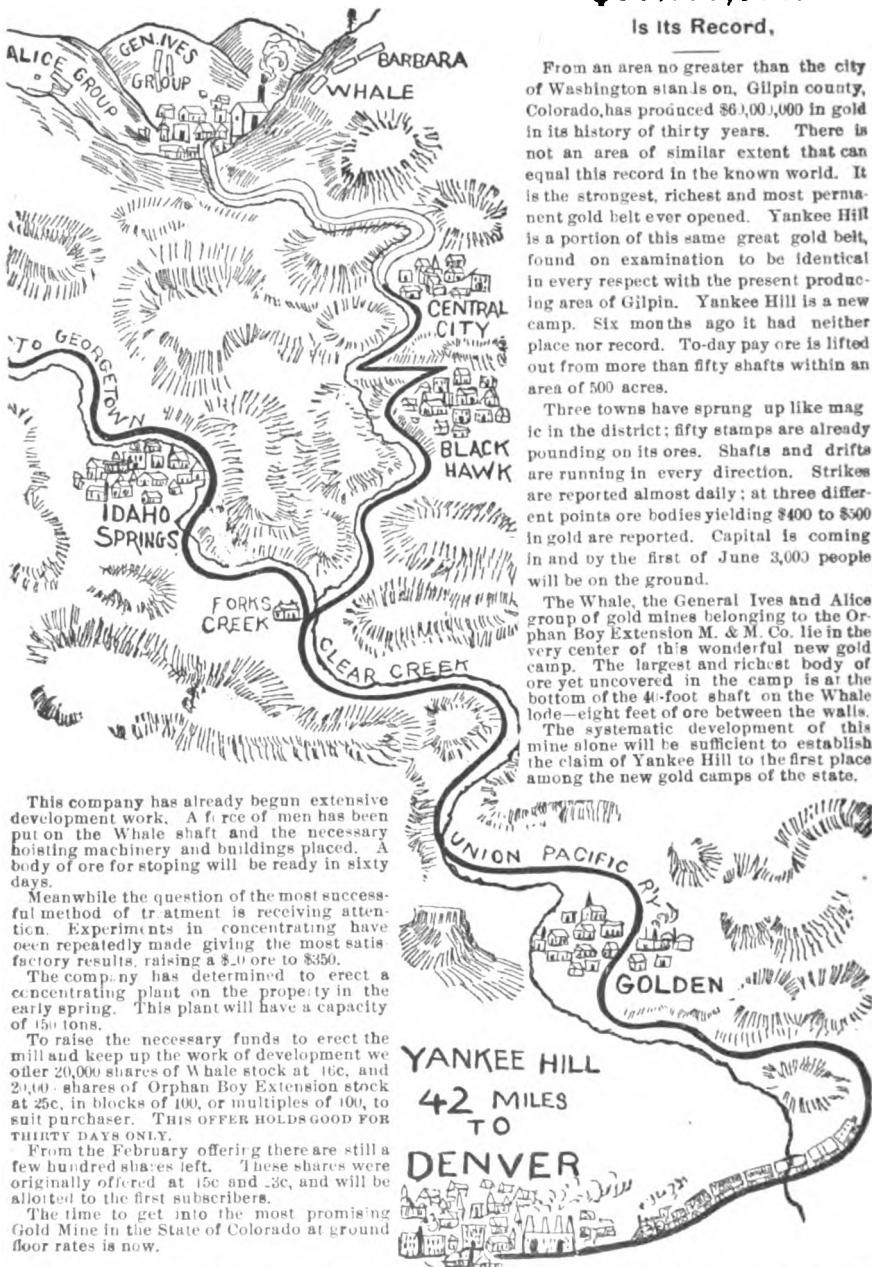 Is Its Record,
From an area no greater than the city
of Washington stands on, Gilpin county,
Colorado, has produced $60,000,000 in gold
in its history of thirty years. There is
not an area of similar extent that can
equal this record in the known world. It
is the strongest, richest and most perma-
nent gold belt ever opened. Yankee Hill
is a portion of this same great gold belt,
found on examination to be identical
in every respect with the present produc-
ing area of Gilpin. Yankee Hill is a new
camp. Six months ago it had neither
place nor record. To-day pay ore is lifted
out from more than fifty shafts within an
area of 500 acres.
Three towns have sprung up like mag
ic in the district; fifty stamps are already
pounding on its ores. Shafts and drifts
are running in every direction. Strikes
are reported almost daily; at three differ-
ent points ore bodies yielding $400 to $500
in gold are reported. Capital is coming
in and by the first of June 3,000 people
will be on the ground.
The Whale, the General Ives and Alice
group of gold mines belonging to the Or-
phan Boy Extension M. & M. Co. lie in the
very center of this wonderful new gold
camp. The largest and richest body of
ore yet uncovered in the camp is at the
bottom of the 40-foot shaft on the Whale
lode—eight feet of ore between the walls.
The systematic development of this
mine alone will be sufficient to establish
the claim of Yankee Hill to the first place
among the new gold camps of the state.
ALICE GROUP
GEN. IVES
GROUP
BARBARA
WHALE
CENTRAL
CITY
TO GEORGETOWN
BLACK
HAWK
IDAHO
SPRINGS
FORKS
CREEK
CLEAR CREEK
UNION PACIFIC R'Y
GOLDEN
YANKEE HILL
42 MILES
TO
DENVER
This company has already begun extensive
development work. A force of men has been
put on the Whale shaft and the necessary
hoisting machinery and buildings placed. A
body of ore for stoping will be ready in sixty
days.
Meanwhile the question of the most success-
ful method of treatment is receiving atten-
tion. Experiments in concentrating have
been repeatedly made giving the most satis
factory results, raising a ore to $350.
The company has determined to erect a
concentrating plant on the property in the
early spring. This plant will have a capacity
of 150 tons.
To raise the necessary funds to erect the
mill and keep up the work of development we
offer 20,000 shares of Whale stock at 16c, and
20,000 shares of Orphan Boy Extension stock
at 25c, in blocks of 100, or multiples of 100, to
suit purchaser. THIS OFFER HOLDS GOOD FOR
THIRTY DAYS ONLY.
From the February offering there are still a
few hundred shares left. These shares were
originally offered at 15c and and will be
allotted to the first subscribers.
The time to get into the most promising
Gold Mine in the State of Colorado at ground
floor rates is now.